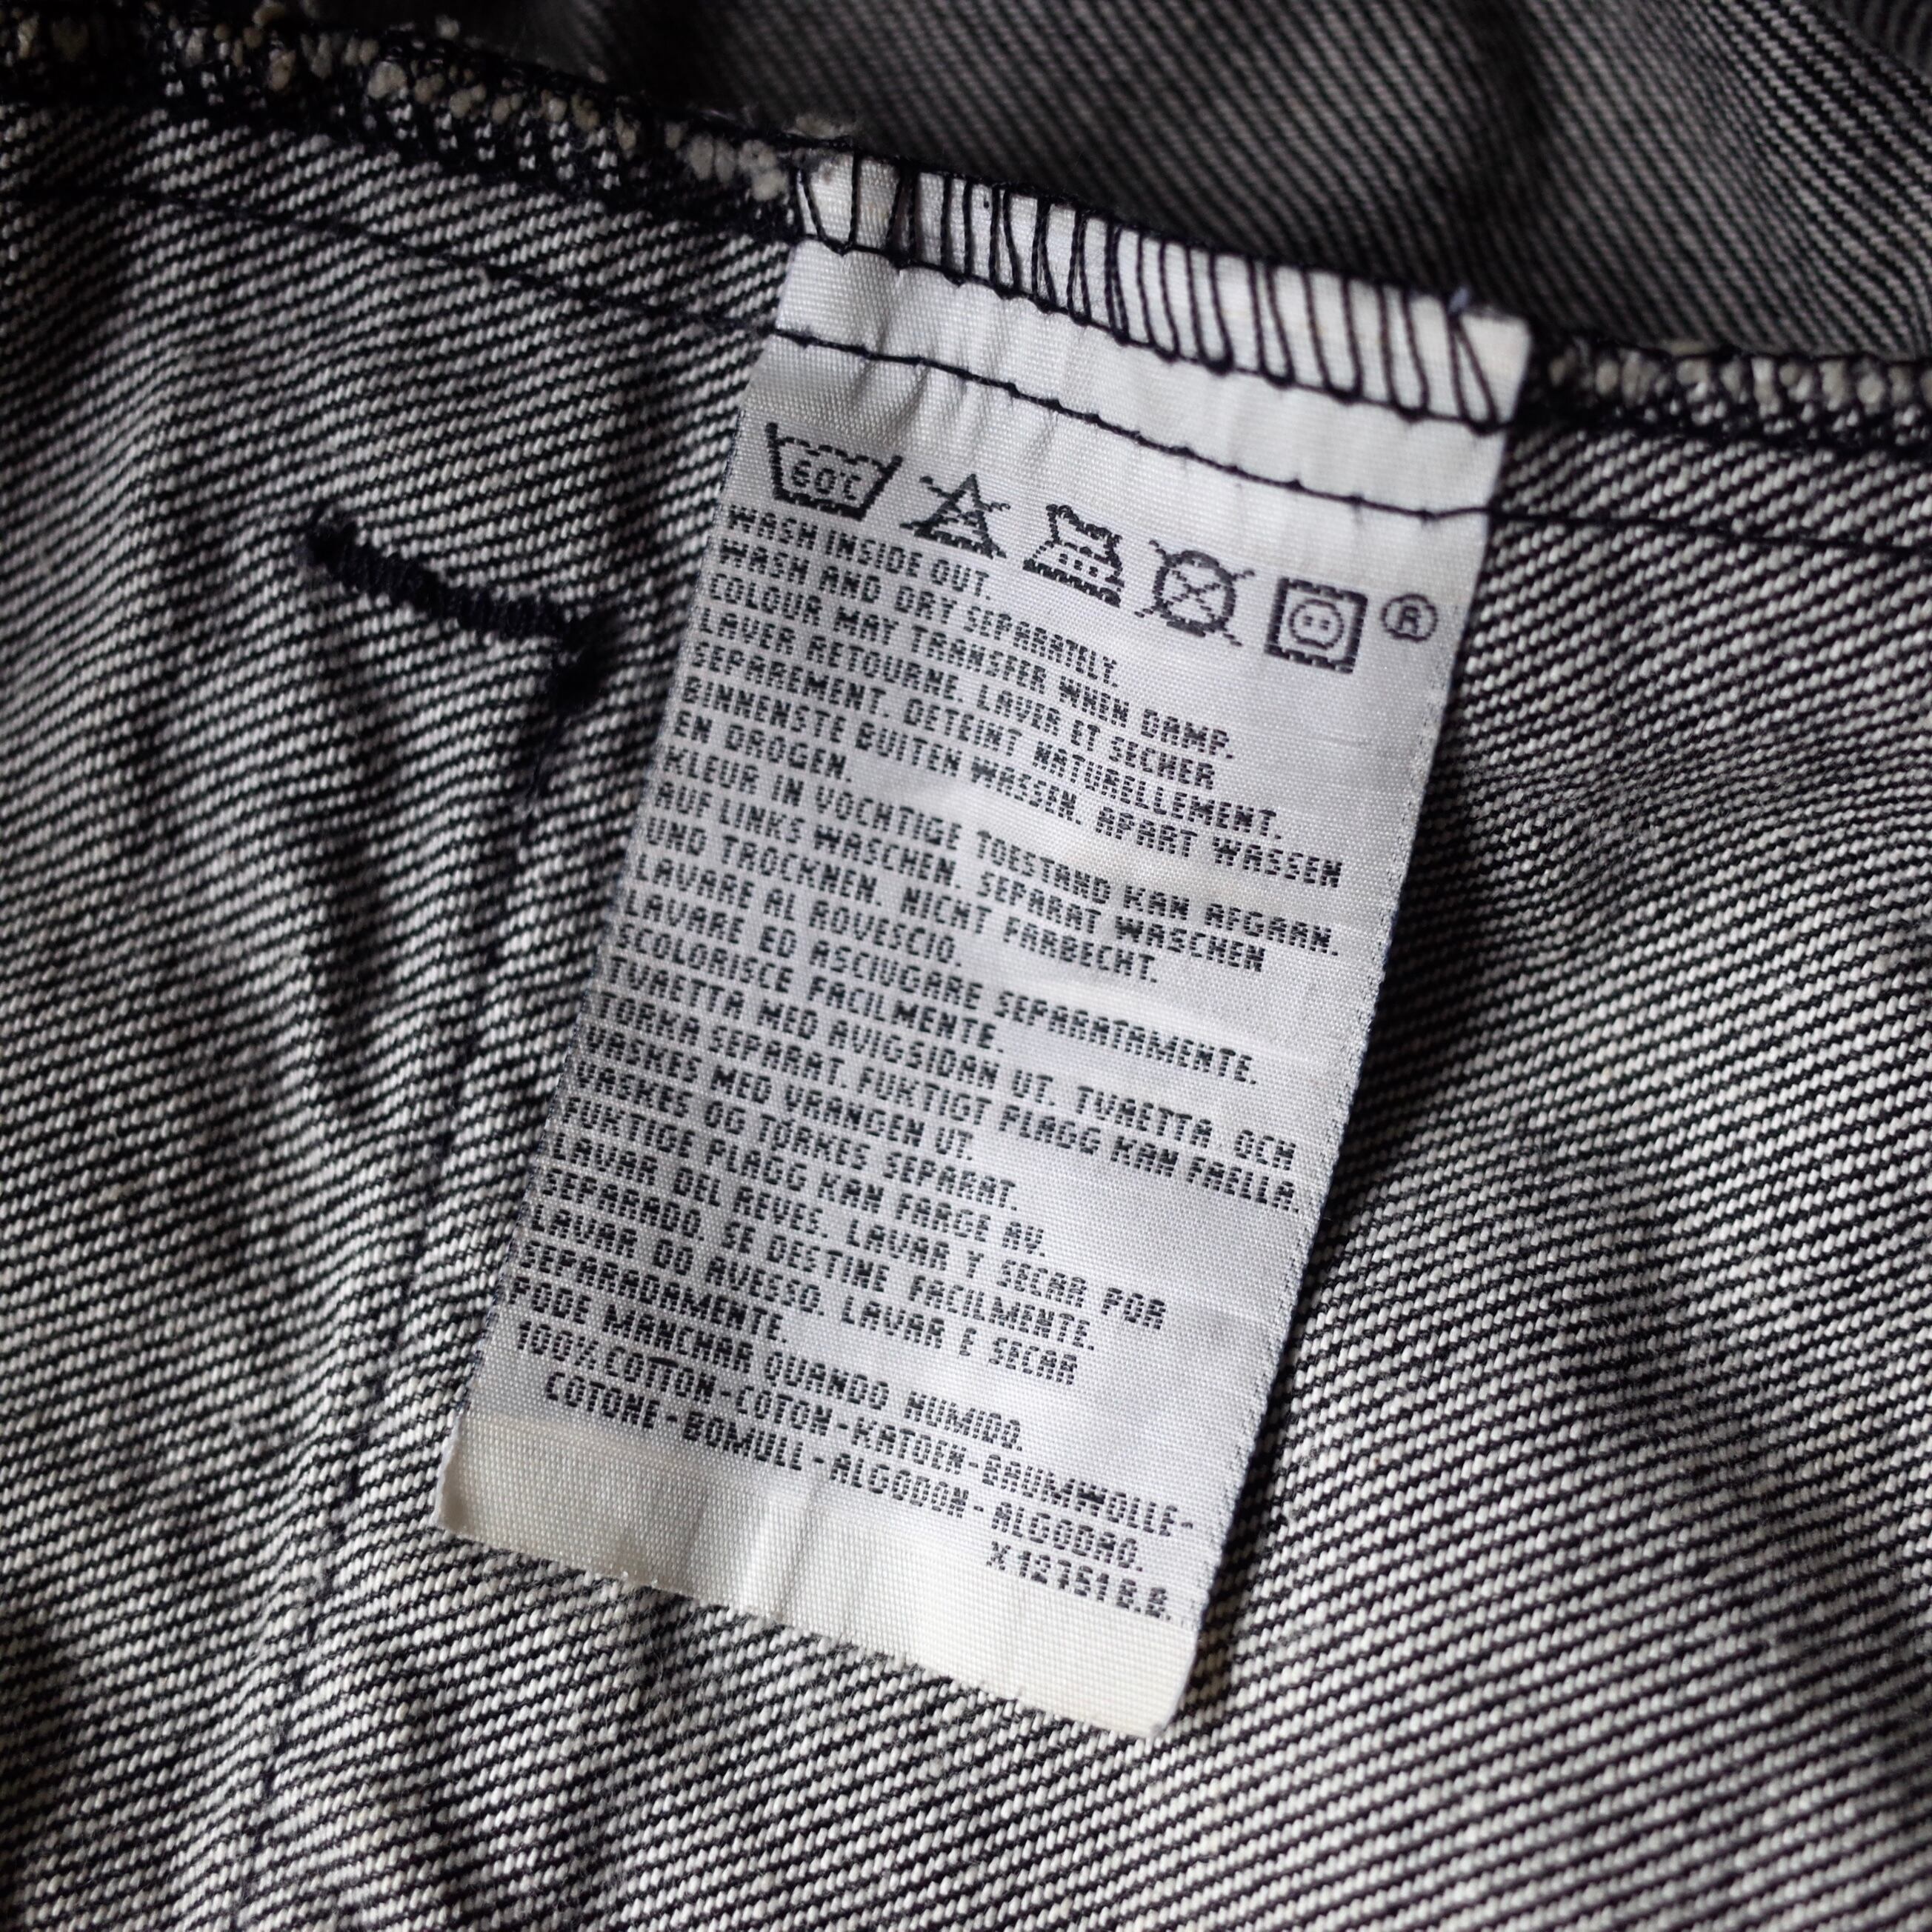 60°C
®
WASH INSIDE OUT.
WASH AND DRY SEPARATELY.
COLOUR MAY TRANSFER WHEN DAMP.
LAVER RETOURNE. LAVER ET SECHER
SEPAREMENT. DETEINT NATURELLEMENT.
BINNENSTE BUITEN WASSEN. APART WASSEN
EN DROGEN.
KLEUR IN VOCHTIGE TOESTAND KAN AFGAAN.
AUF LINKS WASCHEN. SEPARAT WASCHEN
UND TROCKNEN. NICHT FARBECHT.
LAVARE AL ROVESCIO.
LAVARE ED ASCIUGARE SEPARATAMENTE.
SCOLORISCE FACILMENTE.
TVAETTA MED AVIGSIDAN UT. TVAETTA OCH
TORKA SEPARAT. FUKTIGT PLAGG KAN FAELLA.
VASKES MED VRANGEN UT.
VASKES OG TORKES SEPARAT.
FUKTIGE PLAGG KAN FARGE AV.
LAVAR DEL REVES. LAVAR Y SECAR POR
SEPARADO. SE DESTINE FACILMENTE.
LAVAR DO AVESSO. LAVAR E SECAR
SEPARADAMENTE.
PODE MANCHAR QUANDO HUMIDO.
100% COTTON-COTON-KATOEN-BAUMWOLLE-
COTONE-BOMULL-ALGODON-ALGODAO.